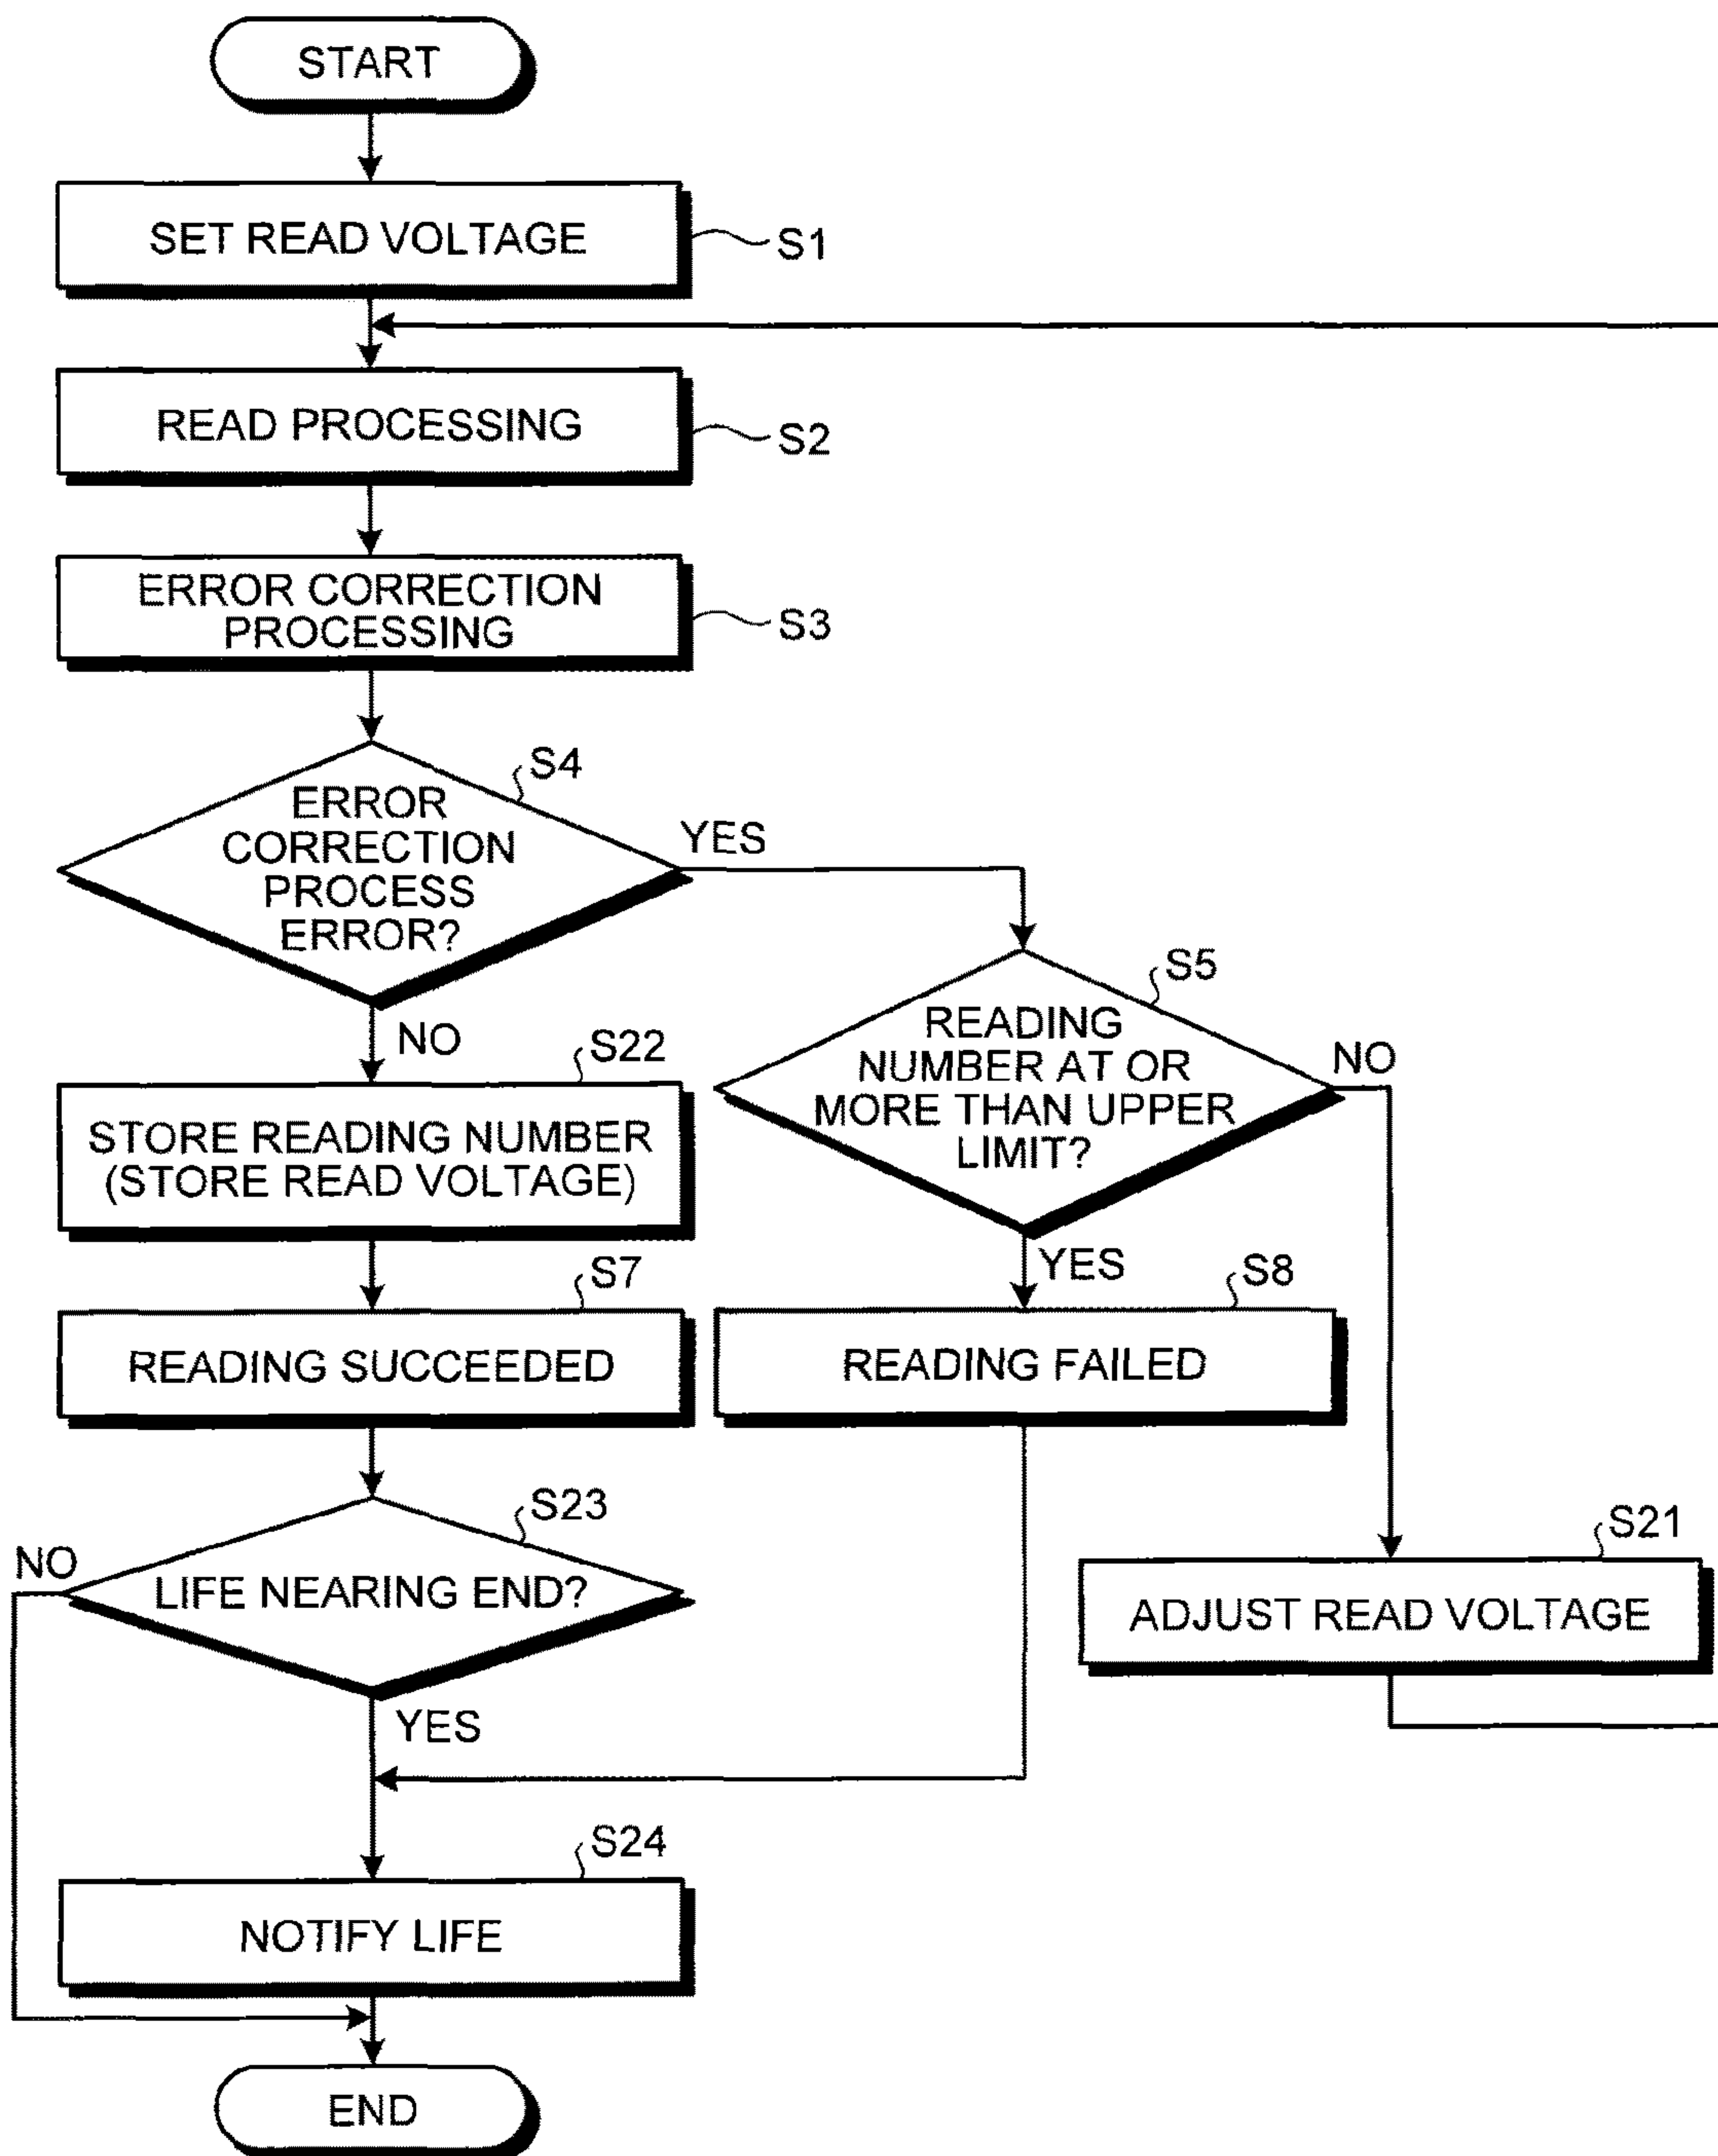 START
SET READ VOLTAGE
S1
READ PROCESSING
S2
ERROR CORRECTION
PROCESSING
S3
S4
ERROR
CORRECTION
PROCESS
ERROR?
YES
NO
S5
READING
NUMBER AT OR
MORE THAN UPPER
LIMIT?
NO
YES
S22
STORE READING NUMBER
(STORE READ VOLTAGE)
S7
READING SUCCEEDED
S8
READING FAILED
S23
LIFE NEARING END?
NO
YES
S21
ADJUST READ VOLTAGE
S24
NOTIFY LIFE
END